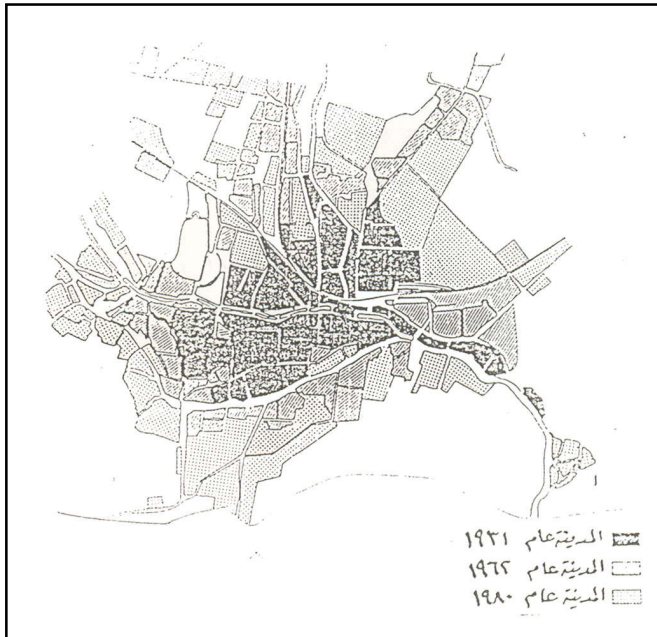 المدينة عام ١٩٣١
المدينة عام ١٩٦٢
المدينة عام ١٩٨٠